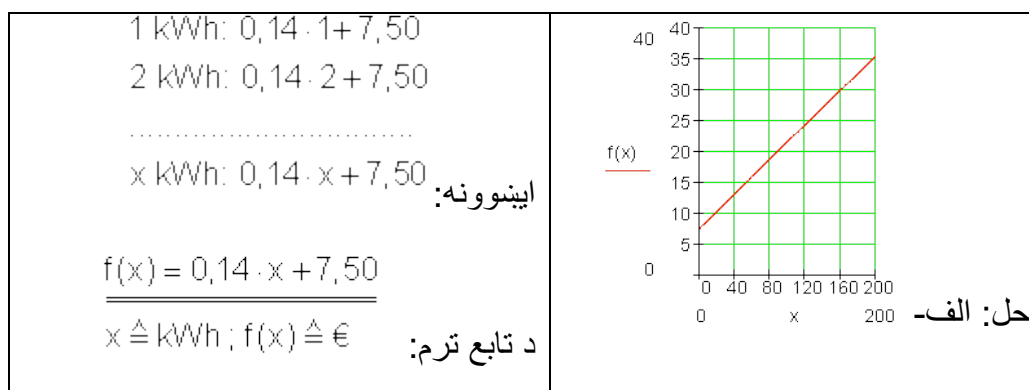 1 kWh: 0,14 · 1 + 7,50
2 kWh: 0,14 · 2 + 7,50
................................
x kWh: 0,14 · x + 7,50
ایښوونه:
f(x) = 0,14 · x + 7,50
x ≙ kWh ; f(x) ≙ €
د تابع ترم:
40
40
35
30
25
f(x)
20
15
10
5
0
0 40 80 120 160 200
0 x 200
حل: الف-